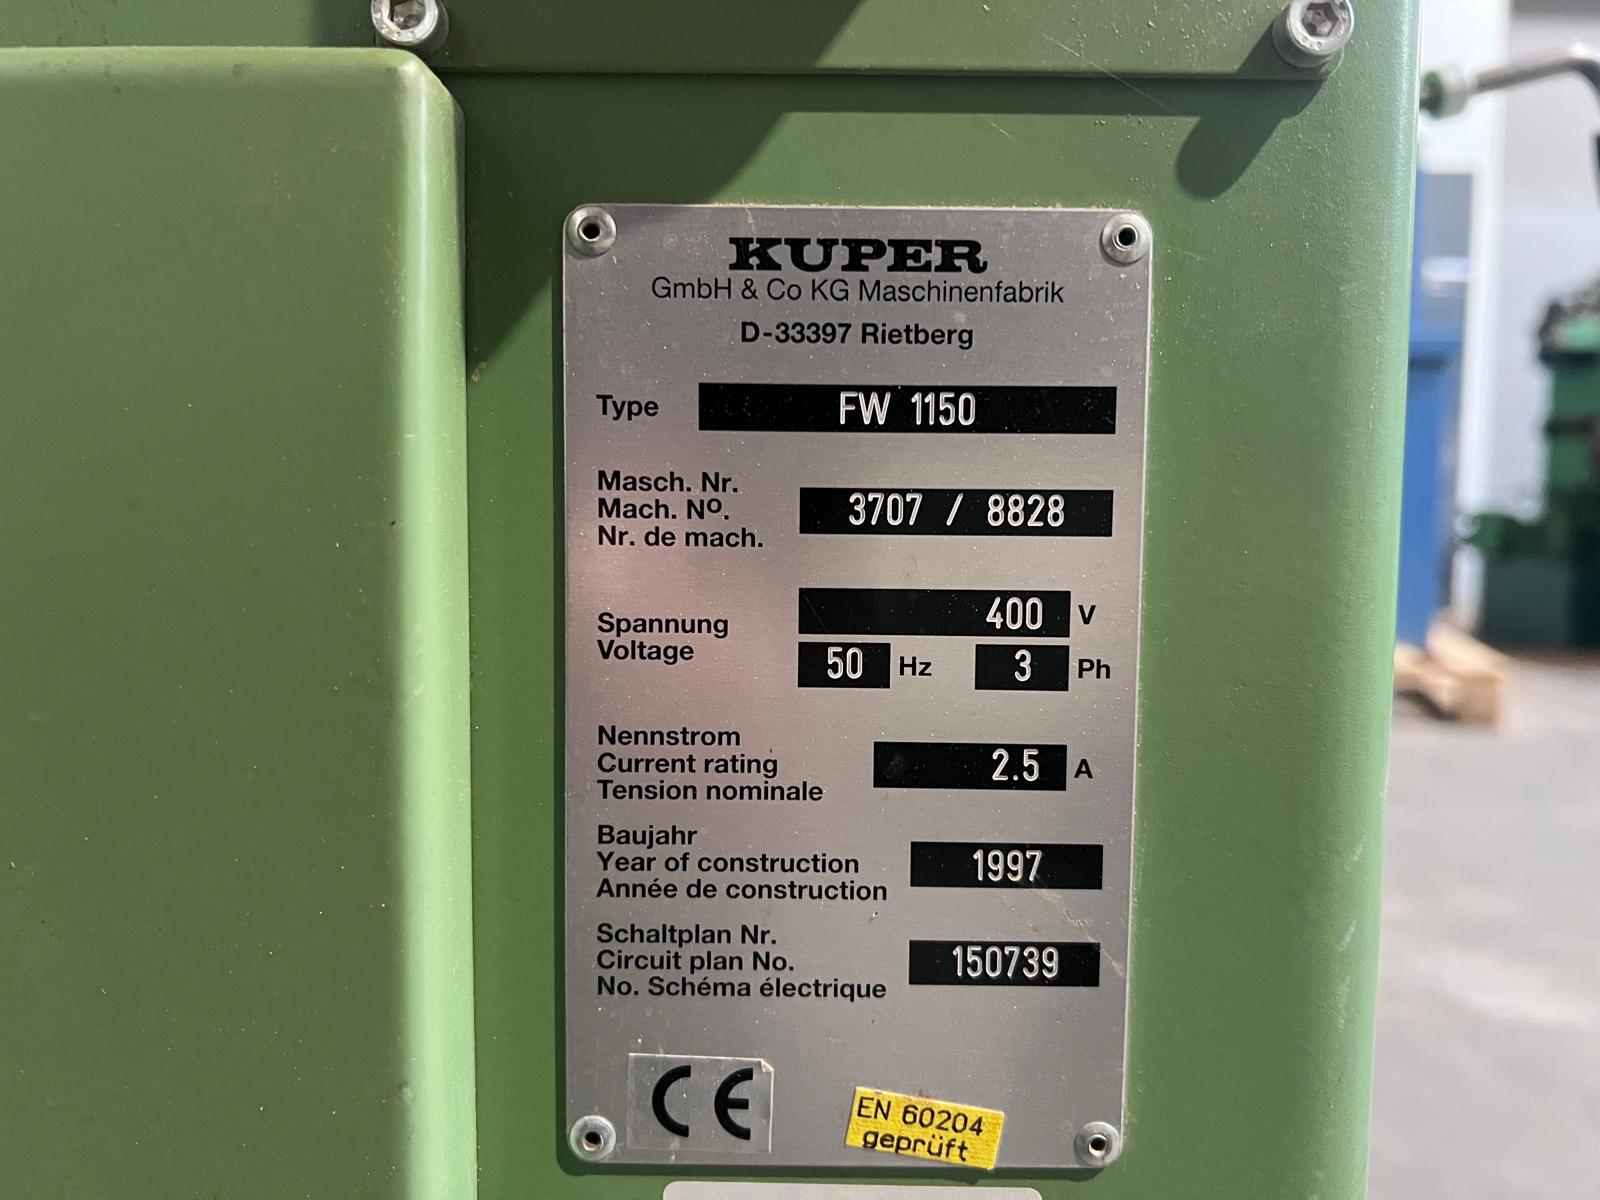 KUPER
GmbH & Co KG Maschinenfabrik
D-33397 Rietberg
Type FW 1150
Masch. Nr.
Mach. Nº. 3707 / 8828
Nr. de mach.
400 V
Spannung
Voltage 50 Hz 3 Ph
Nennstrom
Current rating 2.5 A
Tension nominale
Baujahr
Year of construction 1997
Année de construction
Schaltplan Nr.
Circuit plan No. 150739
No. Schéma électrique
CE
EN 60204
geprüft